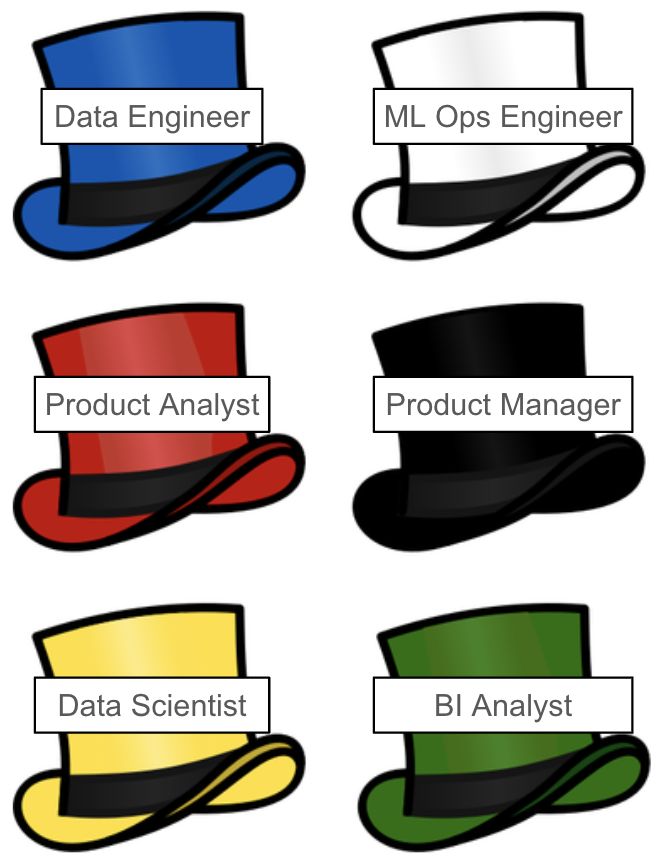 Data Engineer
ML Ops Engineer
Product Analyst
Product Manager
Data Scientist
BI Analyst